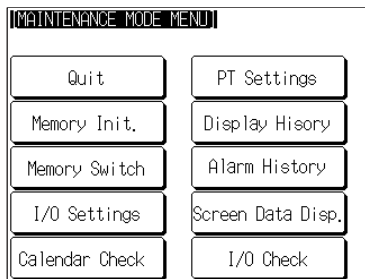 [MAINTENANCE MODE MENU]
Quit
PT Settings
Memory Init.
Display Hisory
Memory Switch
Alarm History
I/O Settings
Screen Data Disp.
Calendar Check
I/O Check